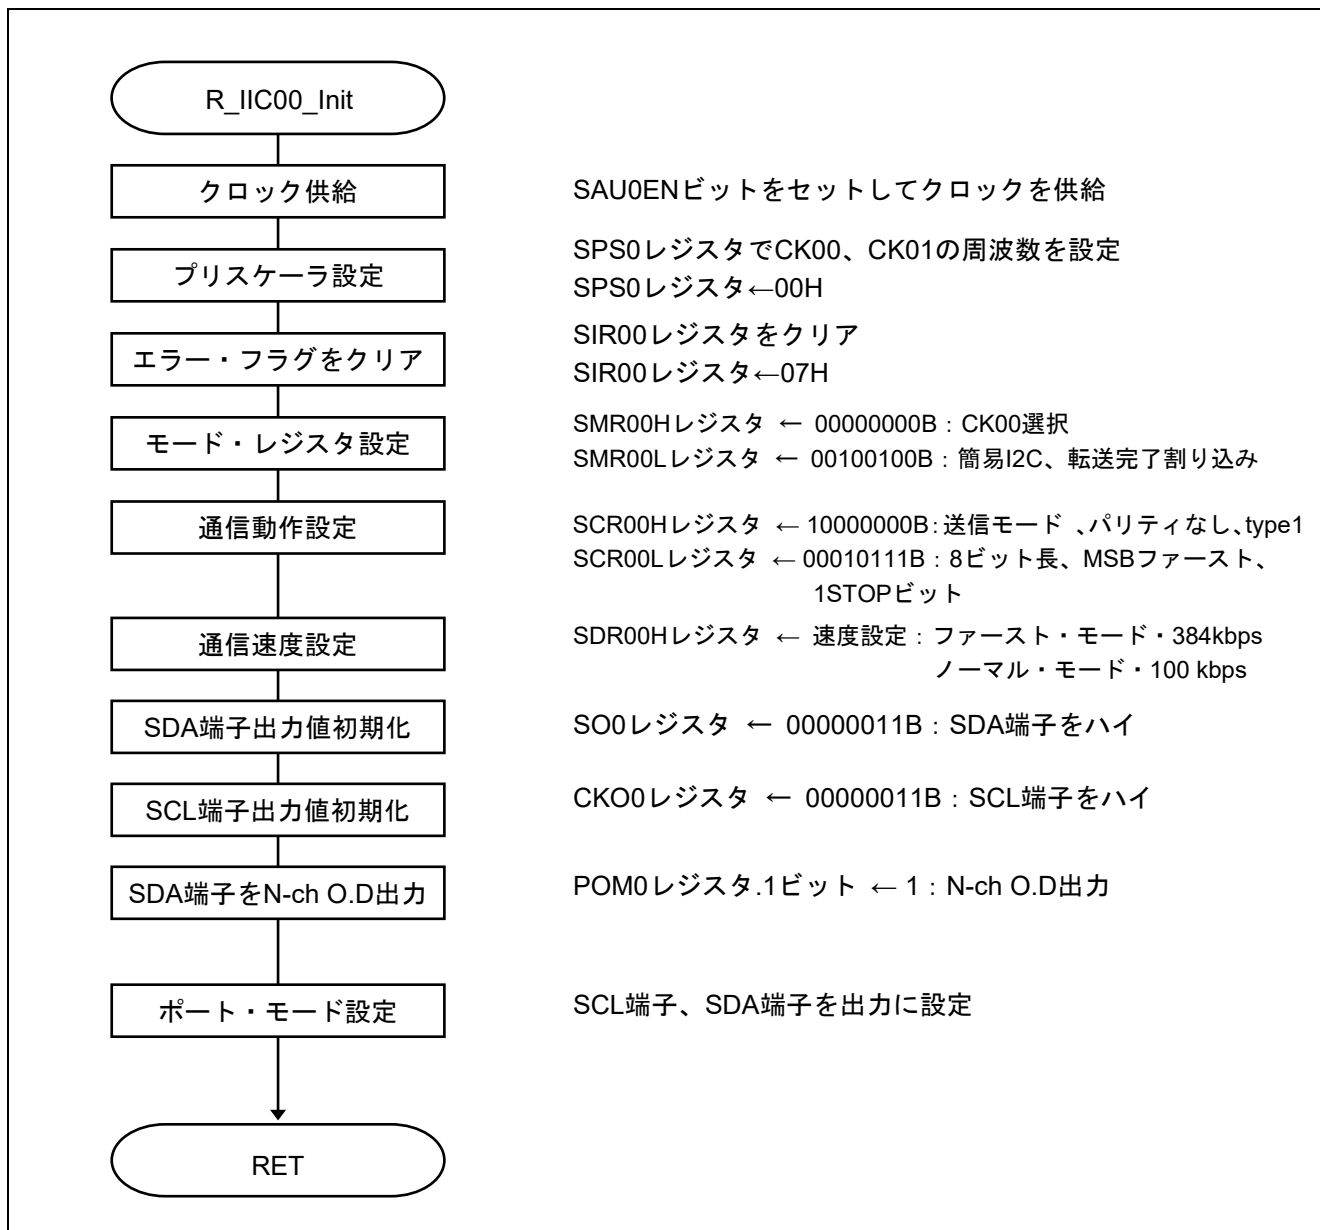 R_IIC00_Init
クロック供給
SAU0ENビットをセットしてクロックを供給
プリスケーラ設定
SPS0レジスタでCK00、CK01の周波数を設定
SPS0レジスタ←00H
エラー・フラグをクリア
SIR00レジスタをクリア
SIR00レジスタ←07H
モード・レジスタ設定
SMR00Hレジスタ ← 00000000B：CK00選択
SMR00Lレジスタ ← 00100100B：簡易I2C、転送完了割り込み
通信動作設定
SCR00Hレジスタ ← 10000000B：送信モード 、パリティなし、type1
SCR00Lレジスタ ← 00010111B：8ビット長、MSBファースト、
1STOPビット
通信速度設定
SDR00Hレジスタ ← 速度設定：ファースト・モード・384kbps
ノーマル・モード・100 kbps
SDA端子出力値初期化
SO0レジスタ ← 00000011B：SDA端子をハイ
SCL端子出力値初期化
CKO0レジスタ ← 00000011B：SCL端子をハイ
SDA端子をN-ch O.D出力
POM0レジスタ.1ビット ← 1：N-ch O.D出力
ポート・モード設定
SCL端子、SDA端子を出力に設定
RET